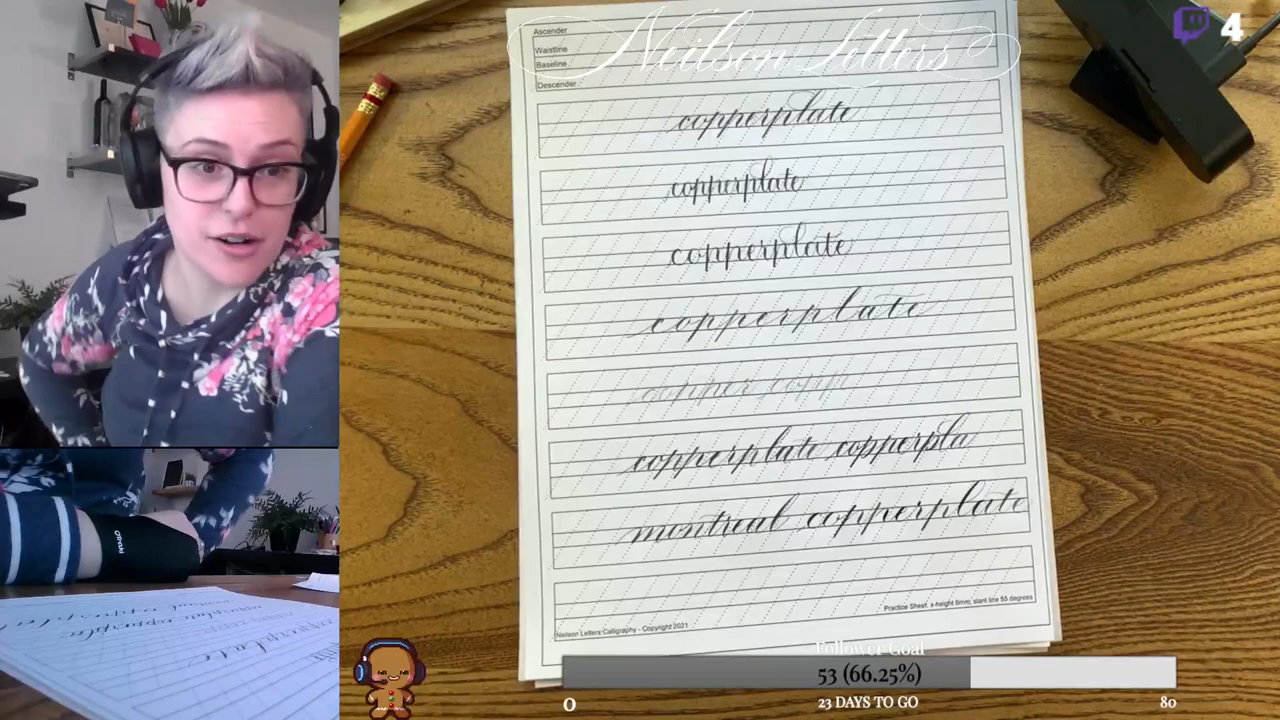 4
Neilson Letters
Ascender
Waistline
Baseline
Descender
copperplate
copperplate
copperplate
copperplate
copper copp
copperplate copperpla
montreal copperplate
Practice Sheet: x-height 6mm; slant line 55 degrees
Neilson Letters Calligraphy - Copyright 2021
Follower Goal
53 (66.25%)
0
23 DAYS TO GO
80